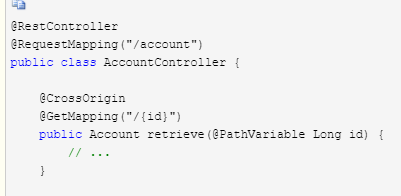 @RestController
@RequestMapping("/account")
public class AccountController {
@CrossOrigin
@GetMapping("/{id}")
public Account retrieve(@PathVariable Long id) {
// ...
}